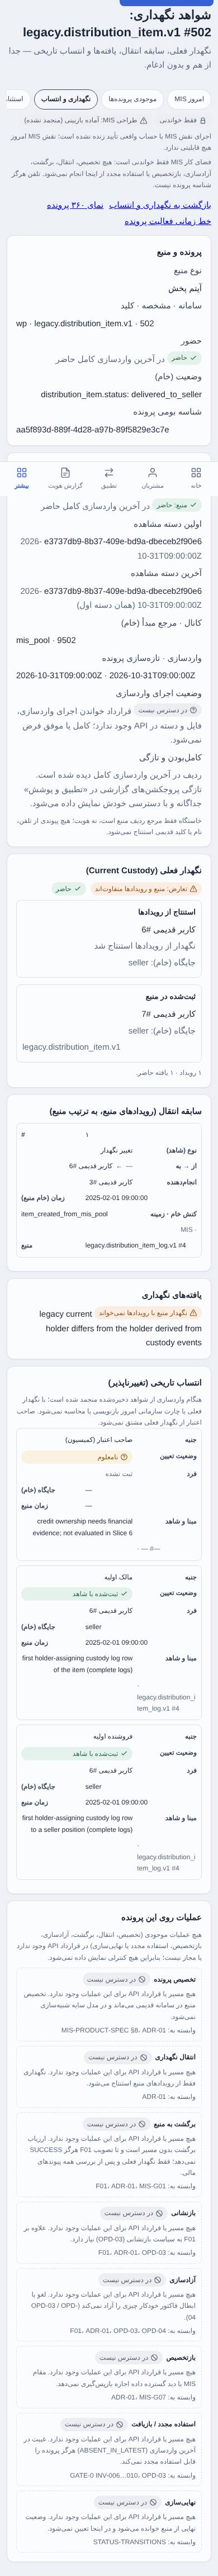 شواهد نگهداری:
legacy.distribution_item.v1 #502
نگهدار فعلی، سابقه انتقال، یافته‌ها و انتساب تاریخی — جدا
از هم و بدون ادغام.
امروز MIS
موجودی پرونده‌ها
نگهداری و انتساب
فقط خواندنی
طراحی MIS: آماده بازبینی (منجمد نشده)
اجرای نقش MIS با حساب واقعی تأیید زنده نشده است؛ نقش MIS امروز
هیچ قابلیتی ندارد.
فضای کار MIS فقط خواندنی است: هیچ تخصیص، انتقال، برگشت،
آزادسازی، بازتخصیص یا استفاده مجدد از اینجا انجام نمی‌شود. تلفن هرگز
شناسه پرونده نیست.
بازگشت به نگهداری و انتساب
نمای ۳۶۰ پرونده
خط زمانی فعالیت پرونده
پرونده و منبع
نوع منبع
آیتم پخش
سامانه · مشخصه · کلید
wp · legacy.distribution_item.v1 · 502
حضور
حاضر
در آخرین واردسازی کامل حاضر
وضعیت (خام)
distribution_item.status: delivered_to_seller
شناسه بومی پرونده
aa5f893d-889f-4d28-a97b-89f5829e3c7e
خانه
مشتریان
تطبیق
گزارش هویت
بیشتر
منبع: حاضر
در آخرین واردسازی کامل حاضر
اولین دسته مشاهده
e3737db9-8b37-409e-bd9a-dbeceb2f90e6 2026-
10-31T09:00:00Z
آخرین دسته مشاهده
e3737db9-8b37-409e-bd9a-dbeceb2f90e6 2026-
10-31T09:00:00Z (همان دسته اول)
کانال · مرجع مبدأ (خام)
mis_pool · 9502
واردسازی · تازه‌سازی پرونده
2026-10-31T09:00:00Z · 2026-10-31T09:00:00Z
وضعیت اجرای واردسازی
در دسترس نیست
قرارداد خواندن اجرای واردسازی،
فایل و دسته در API وجود ندارد؛ کامل یا موفق فرض
نمی‌شود.
کامل‌بودن و تازگی
ردیف در آخرین واردسازی کامل دیده شده است.
تازگی پروجکشن‌های گزارشی در «تطبیق و پوشش»
جداگانه و با دسترسی خودش نمایش داده می‌شود.
خاستگاه فقط مرجع ردیف منبع است، نه هویت؛ هیچ پیوندی از تلفن،
نام یا کلید قدیمی استنتاج نمی‌شود.
نگهدار فعلی (Current Custody)
تعارض: منبع و رویدادها متفاوت‌اند
حاضر
استنتاج از رویدادها
کاربر قدیمی #6
نگهدار از رویدادها استنتاج شد
جایگاه (خام): seller
ثبت‌شده در منبع
کاربر قدیمی #7
جایگاه (خام): seller
legacy.distribution_item.v1
۱ رویداد · ۱ یافته حاضر.
سابقه انتقال (رویدادهای منبع، به ترتیب منبع)
# ۱
نوع (شاهد) تغییر نگهدار
از → به — ← کاربر قدیمی #6
انجام‌دهنده کاربر قدیمی #3
زمان (خام منبع) 2025-02-01 09:00:00
کنش خام · زمینه item_created_from_mis_pool
· MIS
منبع legacy.distribution_item_log.v1 #4
یافته‌های نگهداری
نگهدار منبع با رویدادها نمی‌خواند
legacy current
holder differs from the holder derived from
custody events
انتساب تاریخی (تغییرناپذیر)
هنگام واردسازی از شواهد ذخیره‌شده منجمد شده است؛ با نگهدار
فعلی یا چارت سازمانی امروز بازنویسی یا محاسبه نمی‌شود. صاحب
اعتبار از نگهدار فعلی مشتق نمی‌شود.
جنبه صاحب اعتبار (کمیسیون)
وضعیت تعیین نامعلوم
فرد ثبت نشده
جایگاه (خام) —
زمان منبع —
مبنا و شاهد credit ownership needs financial
evidence; not evaluated in Slice 6
· — #—
جنبه مالک اولیه
وضعیت تعیین ثبت‌شده با شاهد
فرد کاربر قدیمی #6
جایگاه (خام) seller
زمان منبع 2025-02-01 09:00:00
مبنا و شاهد first holder-assigning custody log row
of the item (complete logs)
·
legacy.distribution_i
tem_log.v1 #4
جنبه فروشنده اولیه
وضعیت تعیین ثبت‌شده با شاهد
فرد کاربر قدیمی #6
جایگاه (خام) seller
زمان منبع 2025-02-01 09:00:00
مبنا و شاهد first holder-assigning custody log row
to a seller position (complete logs)
·
legacy.distribution_i
tem_log.v1 #4
عملیات روی این پرونده
هیچ عملیات موجودی (تخصیص، انتقال، برگشت، آزادسازی،
بازتخصیص، استفاده مجدد یا نهایی‌سازی) در قرارداد API وجود ندارد
یا مجاز نیست؛ بنابراین هیچ کنترلی نمایش داده نمی‌شود.
تخصیص پرونده در دسترس نیست
هیچ مسیر یا قرارداد API برای این عملیات وجود ندارد. تخصیص
منبع در سامانه قدیمی می‌ماند و در مدل سایه شبیه‌سازی
نمی‌شود.
وابسته به: MIS-PRODUCT-SPEC §8، ADR-01
انتقال نگهداری در دسترس نیست
هیچ مسیر یا قرارداد API برای این عملیات وجود ندارد. نگهداری
فقط از رویدادهای منبع استنتاج می‌شود.
وابسته به: ADR-01
برگشت به منبع در دسترس نیست
هیچ مسیر یا قرارداد API برای این عملیات وجود ندارد. ارزیاب
برگشت بدون مسیر است و تا تصویب F01 هرگز SUCCESS
نمی‌دهد؛ فقط نگهدار فعلی و پس از بررسی همه پیوندهای
مالی.
وابسته به: F01، ADR-01، MIS-G01
بازنشانی در دسترس نیست
هیچ مسیر یا قرارداد API برای این عملیات وجود ندارد. علاوه بر
F01 به سیاست بازنشانی (OPD-03) نیاز دارد.
وابسته به: F01، ADR-01، OPD-03
آزادسازی در دسترس نیست
هیچ مسیر یا قرارداد API برای این عملیات وجود ندارد. لغو یا
ابطال فاکتور خودکار چیزی را آزاد نمی‌کند (OPD-03 / OPD-
04).
وابسته به: F01، ADR-01، OPD-03، OPD-04
بازتخصیص در دسترس نیست
هیچ مسیر یا قرارداد API برای این عملیات وجود ندارد. مقام
MIS یا دید گسترده داده اجازه بازپس‌گیری نمی‌دهد.
وابسته به: ADR-01، MIS-G07
استفاده مجدد / بازیافت در دسترس نیست
هیچ مسیر یا قرارداد API برای این عملیات وجود ندارد. غیبت در
آخرین واردسازی (ABSENT_IN_LATEST) هرگز پرونده را
قابل استفاده مجدد نمی‌کند.
وابسته به: GATE-0 INV-006…010، OPD-03
نهایی‌سازی در دسترس نیست
هیچ مسیر یا قرارداد API برای این عملیات وجود ندارد. وضعیت
نهایی از منبع خوانده می‌شود و در اینجا تعیین نمی‌شود.
وابسته به: STATUS-TRANSITIONS